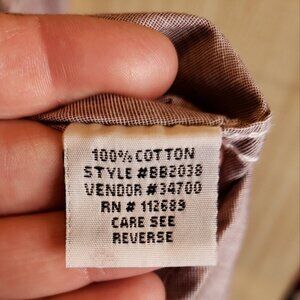 100% COTTON
STYLE #BB2038
VENDOR #34700
RN # 112689
CARE SEE
REVERSE